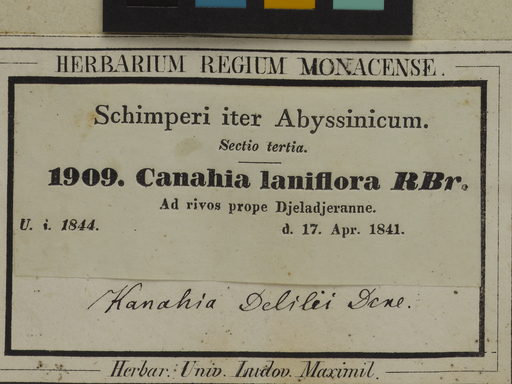 HERBARIUM REGIUM MONACENSE.
Schimperi iter Abyssinicum.
Sectio tertia.
1909. Canahia laniflora RBr.
Ad rivos prope Djeladjeranne.
U. i. 1844. d. 17. Apr. 1841.
Kanahia Delilei Dcne.
Herbar. Univ. Ludov. Maximil.